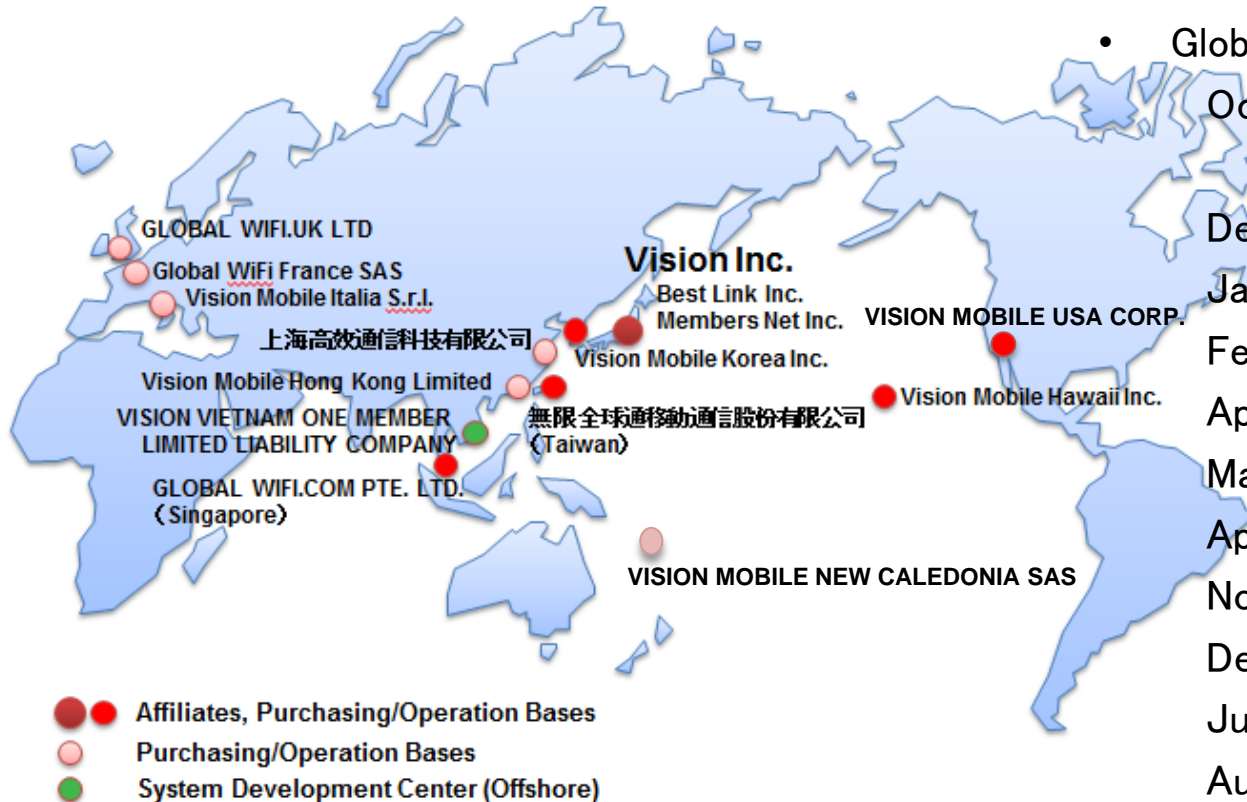 GLOBAL WIFI.UK LTD
Global WiFi France SAS
Vision Mobile Italia S.r.l.
上海高效通信科技有限公司
Vision Mobile Hong Kong Limited
VISION VIETNAM ONE MEMBER
LIMITED LIABILITY COMPANY
GLOBAL WIFI.COM PTE. LTD.
(Singapore)
Vision Inc.
Best Link Inc.
Members Net Inc.
Vision Mobile Korea Inc.
無限全球通移動通信股份有限公司
(Taiwan)
VISION MOBILE USA CORP.
Vision Mobile Hawaii Inc.
VISION MOBILE NEW CALEDONIA SAS
Affiliates, Purchasing/Operation Bases
Purchasing/Operation Bases
System Development Center (Offshore)
• Glob
Oc
De
Ja
Fe
Ap
Ma
Ap
No
De
Ju
Au